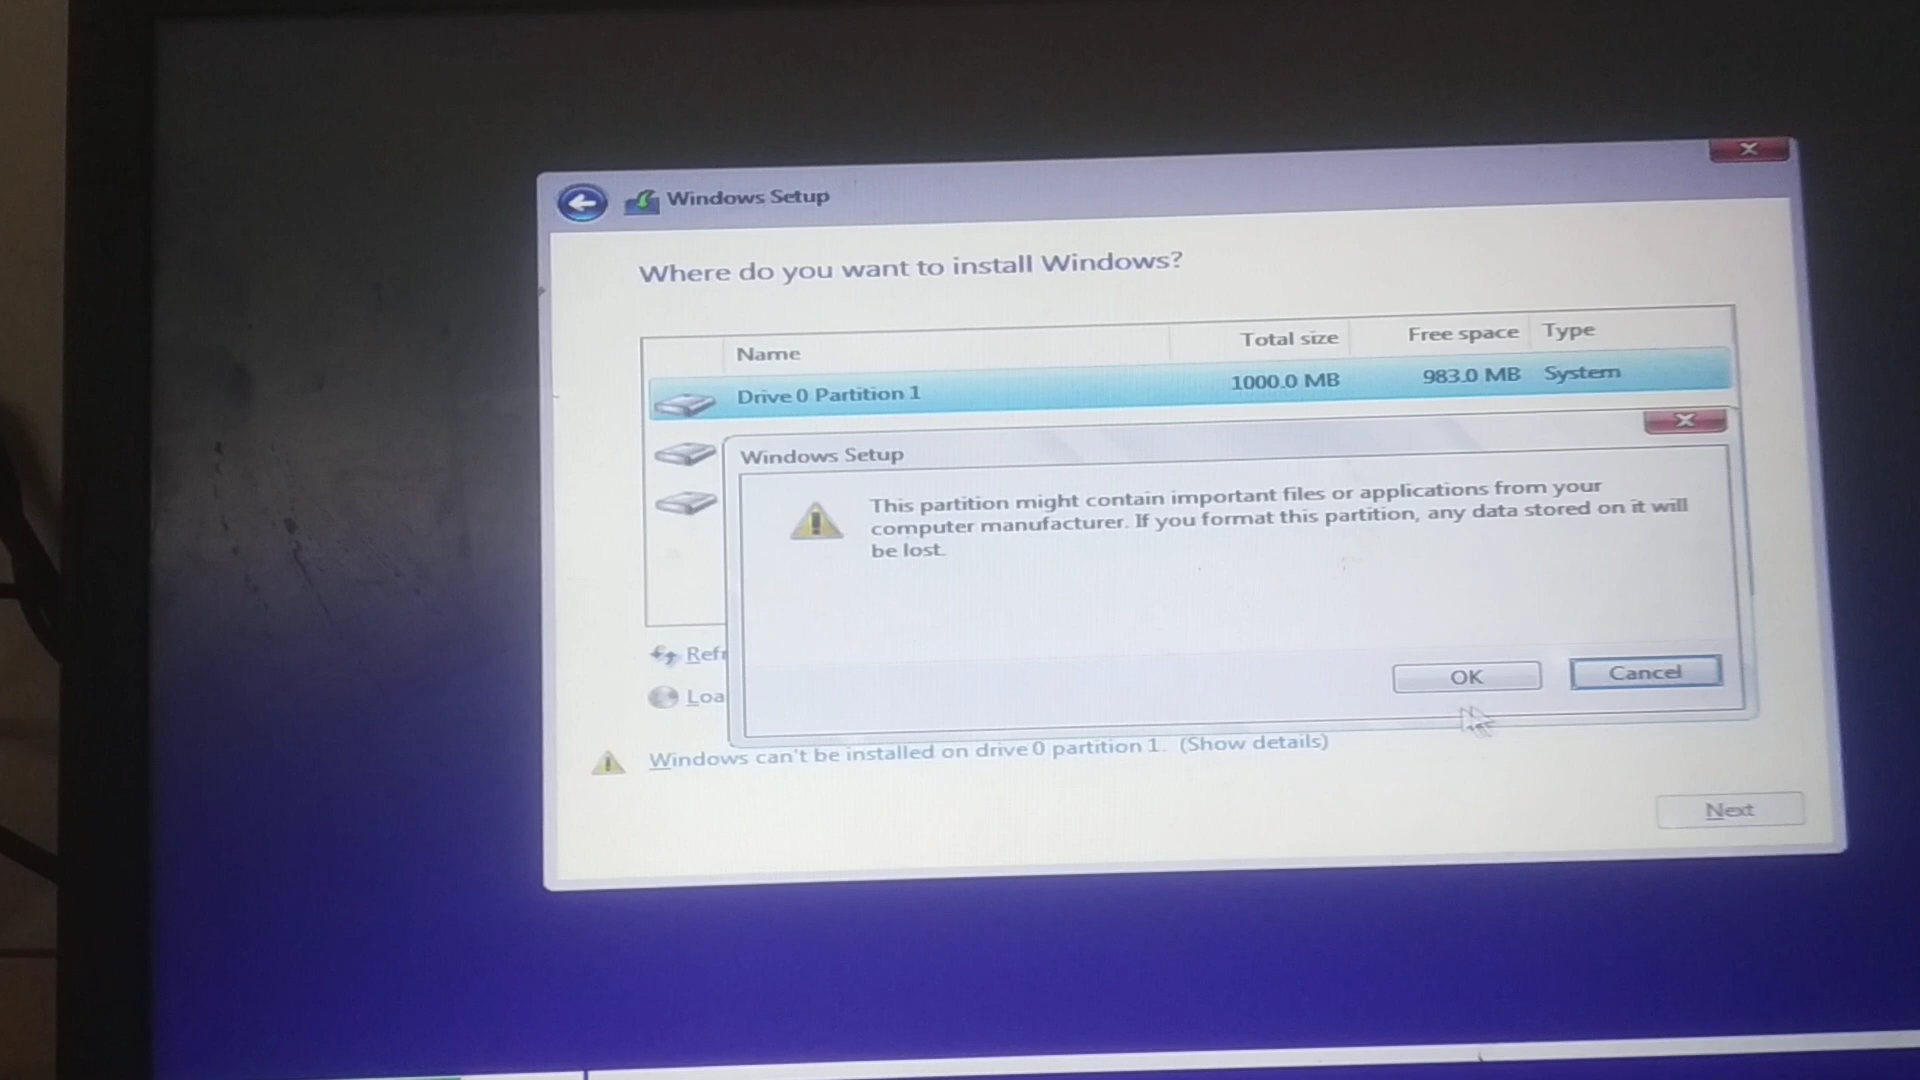 Windows Setup
Where do you want to install Windows?
Name Total size Free space Type
Drive 0 Partition 1 1000.0 MB 983.0 MB System
Windows Setup
This partition might contain important files or applications from your
computer manufacturer. If you format this partition, any data stored on it will
be lost.
Refr
OK Cancel
Loa
Windows can't be installed on drive 0 partition 1. (Show details)
Next